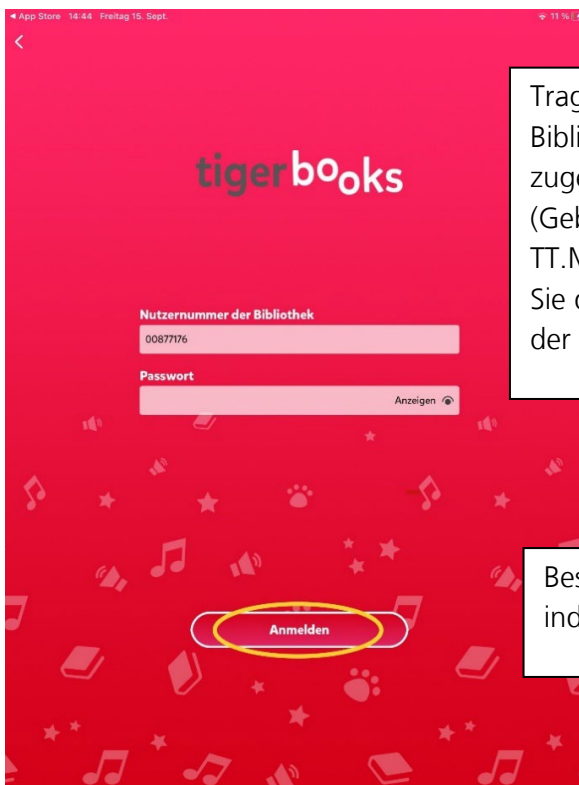 App Store 14:44 Freitag 15. Sept. 11 %
tigerbooks
Nutzernummer der Bibliothek
00877176
Passwort
Anzeigen
Anmelden
Trag
Bibli
zuge
(Geb
TT.M
Sie
der
Bes
ind